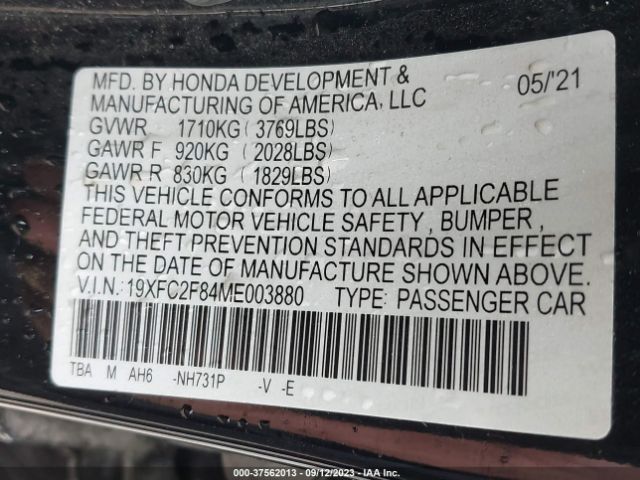 MFD. BY HONDA DEVELOPMENT & 05/'21
MANUFACTURING OF AMERICA, LLC
GVWR 1710KG (3769LBS)
GAWR F 920KG (2028LBS)
GAWR R 830KG (1829LBS)
THIS VEHICLE CONFORMS TO ALL APPLICABLE
FEDERAL MOTOR VEHICLE SAFETY, BUMPER,
AND THEFT PREVENTION STANDARDS IN EFFECT
ON THE DATE OF MANUFACTURE SHOWN ABOVE.
V.I.N.: 19XFC2F84ME003880 TYPE: PASSENGER CAR
TBA M AH6 -NH731P -V -E
000-37562013 - 09/12/2023 - IAA Inc.